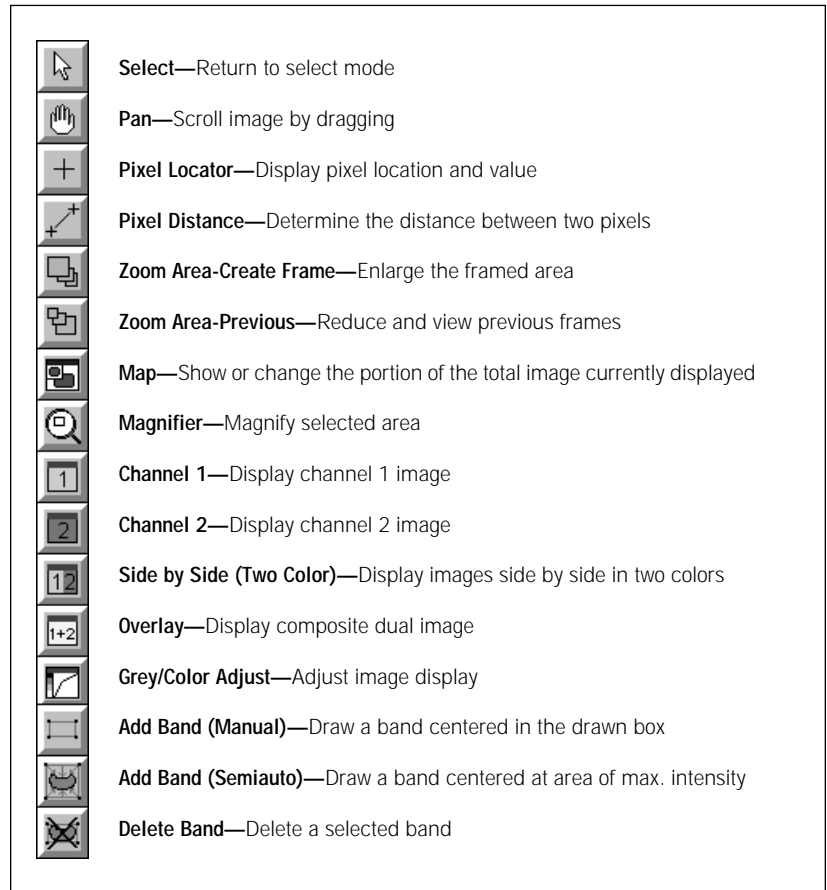 Select—Return to select mode
Pan—Scroll image by dragging
Pixel Locator—Display pixel location and value
Pixel Distance—Determine the distance between two pixels
Zoom Area-Create Frame—Enlarge the framed area
Zoom Area-Previous—Reduce and view previous frames
Map—Show or change the portion of the total image currently displayed
Magnifier—Magnify selected area
1 Channel 1—Display channel 1 image
2 Channel 2—Display channel 2 image
12 Side by Side (Two Color)—Display images side by side in two colors
1+2 Overlay—Display composite dual image
Grey/Color Adjust—Adjust image display
Add Band (Manual)—Draw a band centered in the drawn box
Add Band (Semiauto)—Draw a band centered at area of max. intensity
Delete Band—Delete a selected band